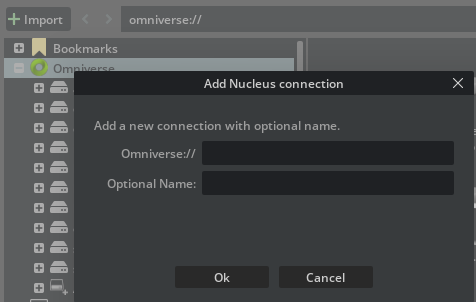 Import
omniverse://
Bookmarks
Omniverse
Add Nucleus connection
Add a new connection with optional name.
Omniverse://
Optional Name:
Ok
Cancel